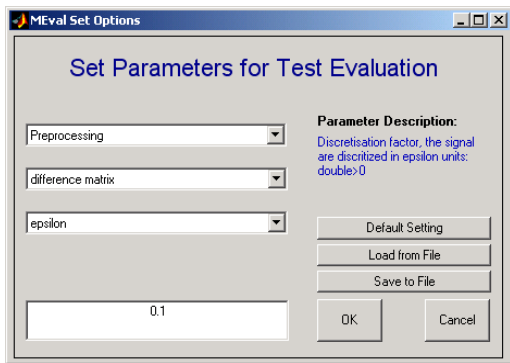 MEval Set Options
Set Parameters for Test Evaluation
Preprocessing
difference matrix
epsilon
0.1
Parameter Description:
Discretisation factor, the signal
are discritized in epsilon units:
double>0
Default Setting
Load from File
Save to File
OK
Cancel